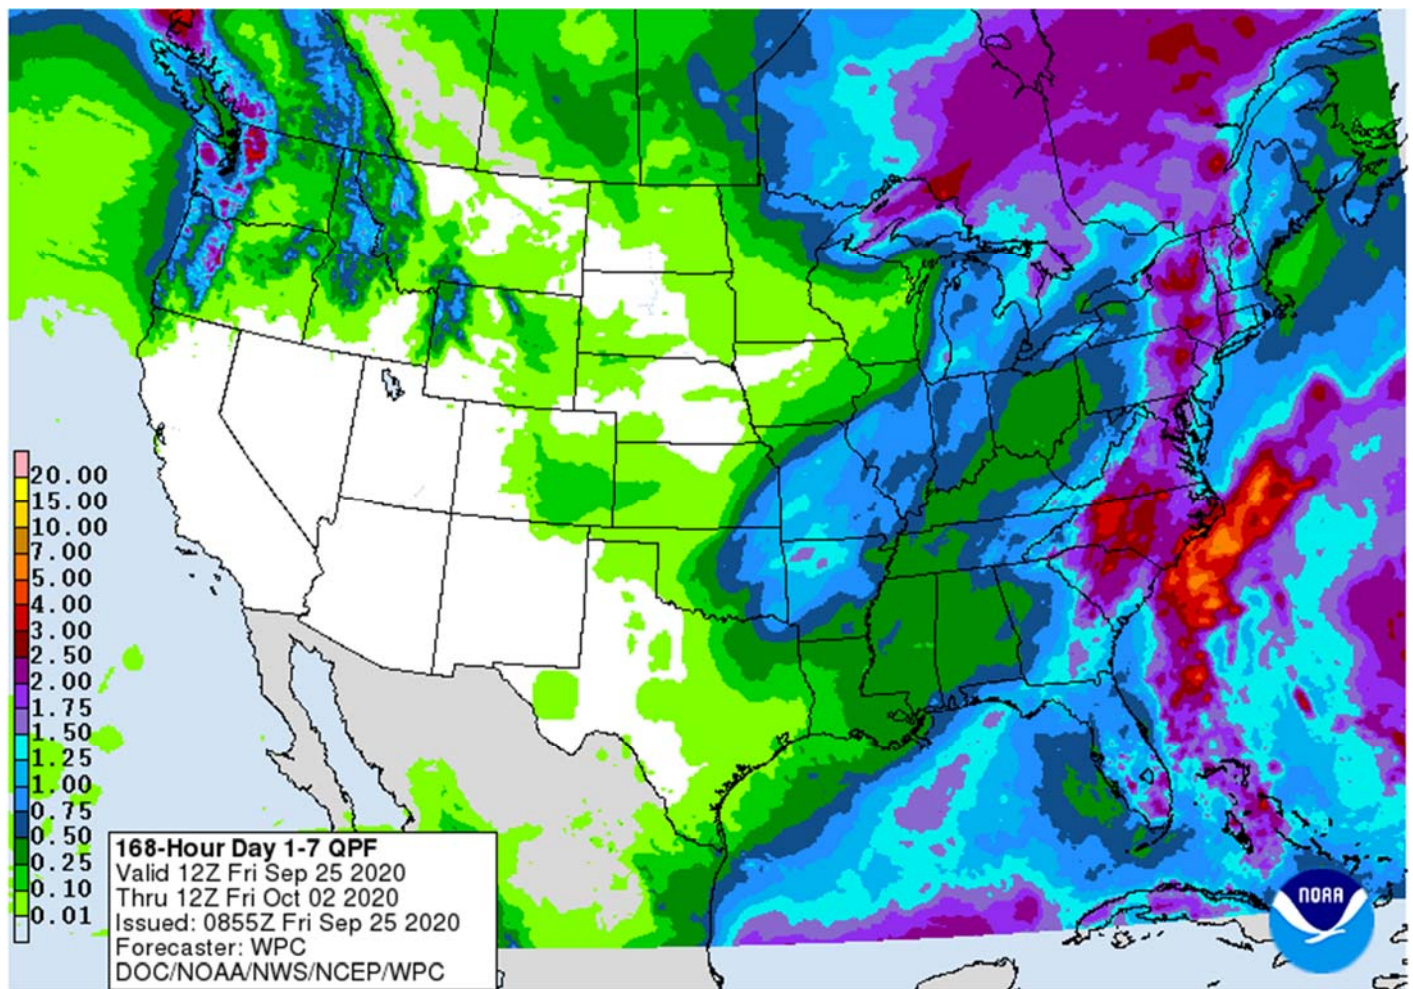 20.00
15.00
10.00
7.00
5.00
4.00
3.00
2.50
2.00
1.75
1.50
1.25
1.00
0.75
0.50
0.25
0.10
0.01
168-Hour Day 1-7 QPF
Valid 12Z Fri Sep 25 2020
Thru 12Z Fri Oct 02 2020
Issued: 0855Z Fri Sep 25 2020
Forecaster: WPC
DOC/NOAA/NWS/NCEP/WPC
NOAA